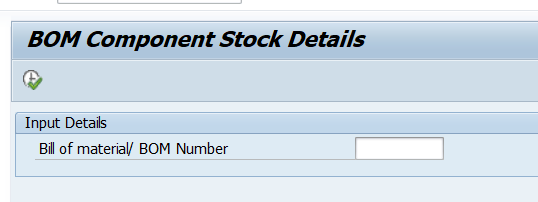 BOM Component Stock Details
Input Details
Bill of material/ BOM Number